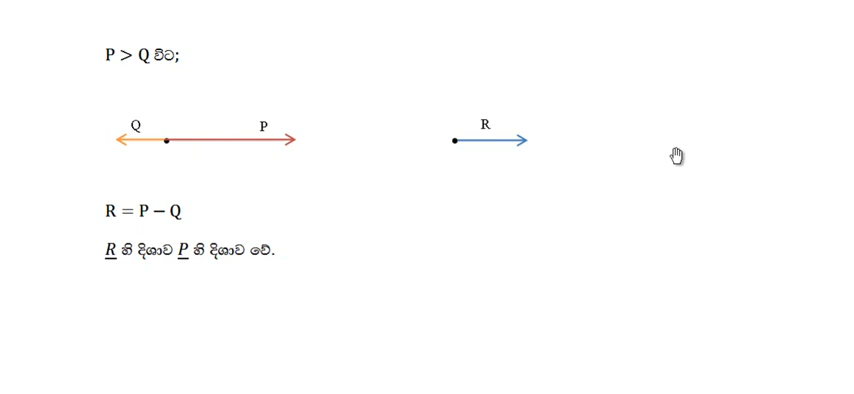 P > Q විට;
Q P R
R = P − Q
R හි දිශාව P හි දිශාව වේ.